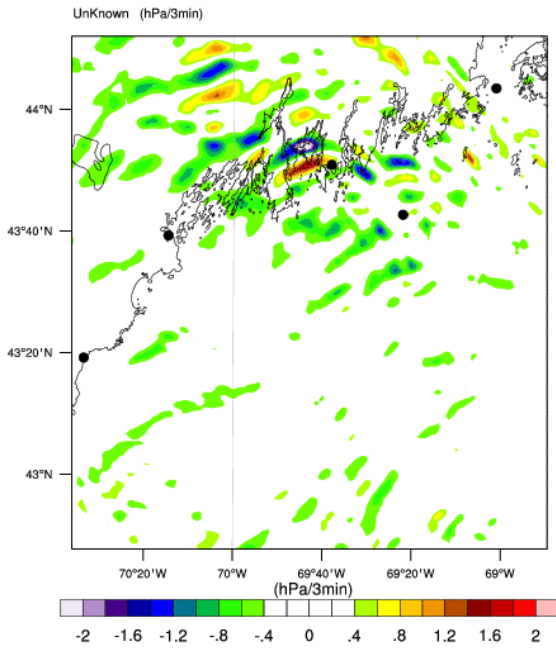 UnKnown (hPa/3min)
44°N
43°40'N
43°20'N
43°N
70°20'W 70°W 69°40'W 69°20'W 69°W
(hPa/3min)
-2 -1.6 -1.2 -.8 -.4 0 .4 .8 1.2 1.6 2